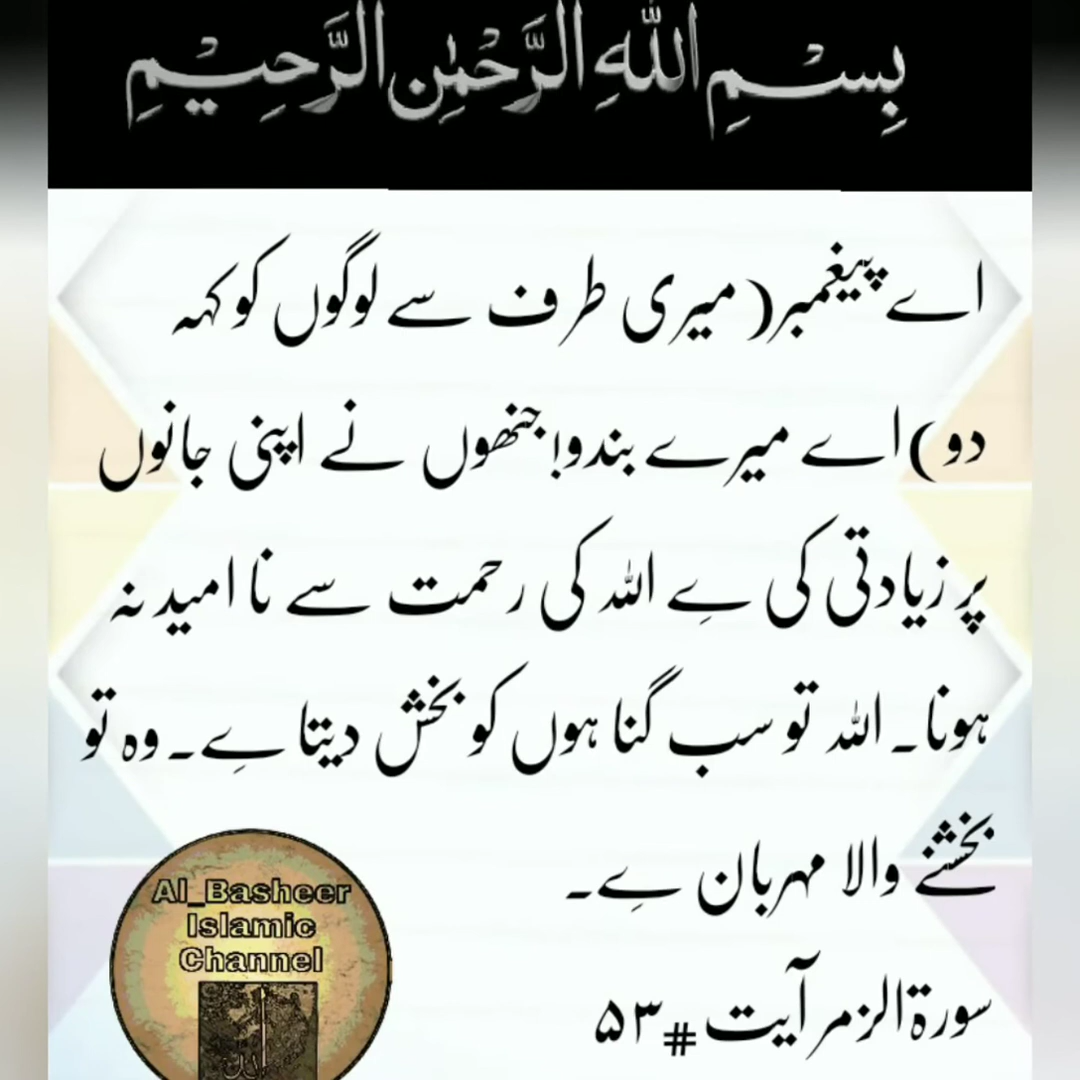 بِسْمِ اللّٰهِ الرَّحْمٰنِ الرَّحِيْمِ
اے پیغمبر(میری طرف سے لوگوں کو کہہ
دو)اے میرے بندو!جنھوں نے اپنی جانوں
پر زیادتی کی ہے اللہ کی رحمت سے نا امید نہ
ہونا۔ اللہ تو سب گناہوں کو بخش دیتا ہے۔ وہ تو
بخشنے والا مہربان ہے۔
سورۃ الزمر آیت # ۵۳
Al_Basheer
Islamic
Channel